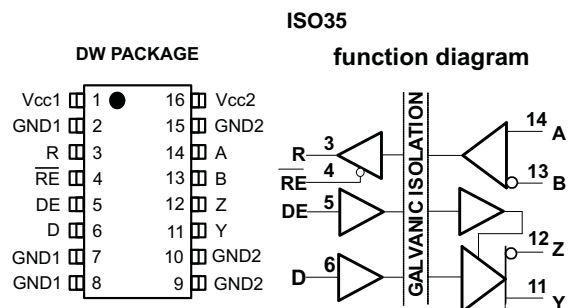 ISO35
DW PACKAGE
function diagram
Vcc1 1 16 Vcc2
GND1 2 15 GND2
R 3 14 A
RE 4 13 B
DE 5 12 Z
D 6 11 Y
GND1 7 10 GND2
GND1 8 9 GND2
GALVANIC ISOLATION
R 3
RE 4
DE 5
D 6
14 A
13 B
12 Z
11 Y